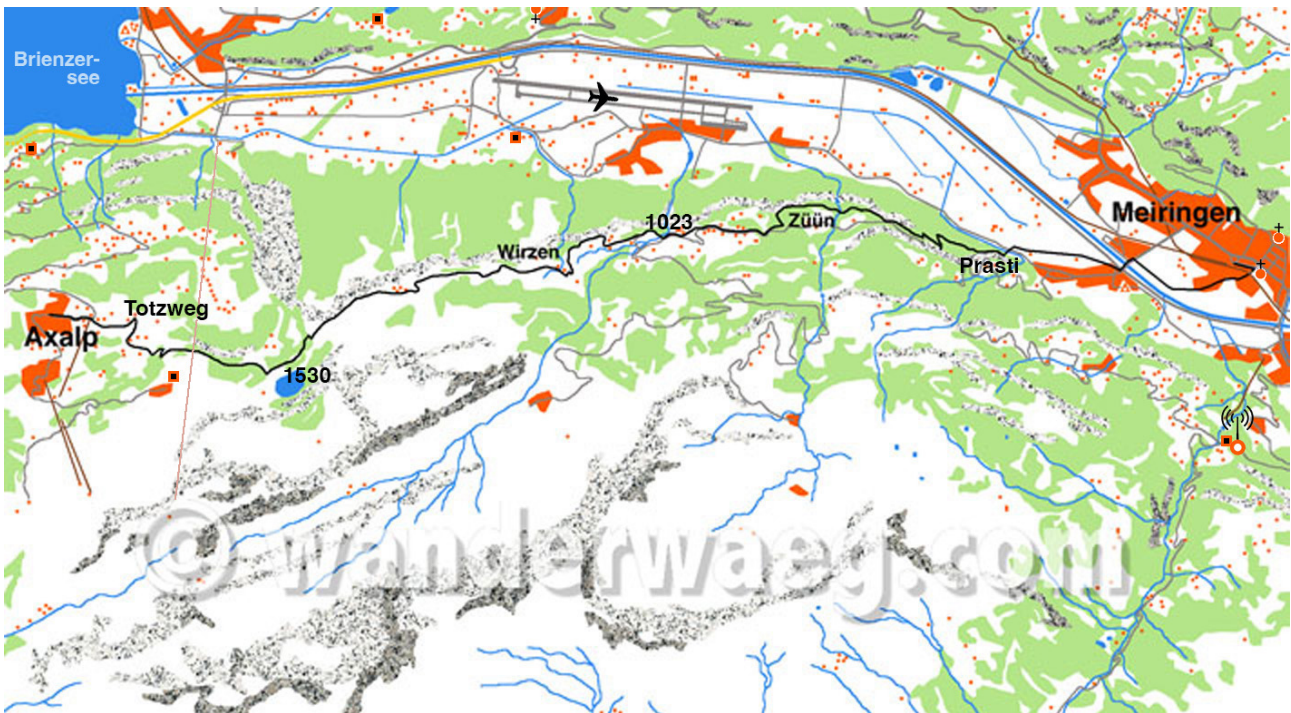 Brienzer-
see
Meiringen
1023
Züün
Wirzen
Prasti
Totzweg
Axalp
1530
© wanderwaeg.com